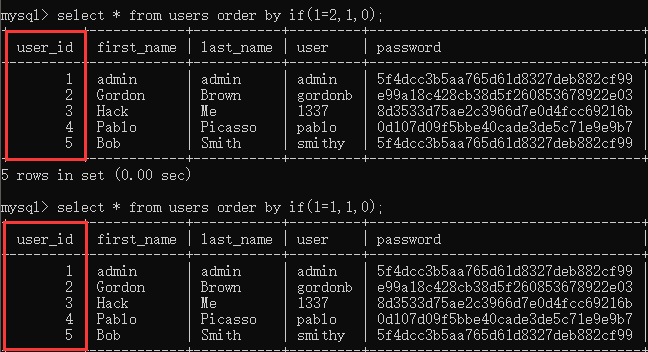 mysql> select * from users order by if(1=2,1,0);
user_id | first_name | last_name | user | password
1 | admin | admin | admin | 5f4dcc3b5aa765d61d8327deb882cf99
2 | Gordon | Brown | gordonb | e99a18c428cb38d5f260853678922e03
3 | Hack | Me | 1337 | 8d3533d75ae2c3966d7e0d4fcc69216b
4 | Pablo | Picasso | pablo | 0d107d09f5bbe40cade3de5c71e9e9b7
5 | Bob | Smith | smithy | 5f4dcc3b5aa765d61d8327deb882cf99
5 rows in set (0.00 sec)
mysql> select * from users order by if(1=1,1,0);
user_id | first_name | last_name | user | password
1 | admin | admin | admin | 5f4dcc3b5aa765d61d8327deb882cf99
2 | Gordon | Brown | gordonb | e99a18c428cb38d5f260853678922e03
3 | Hack | Me | 1337 | 8d3533d75ae2c3966d7e0d4fcc69216b
4 | Pablo | Picasso | pablo | 0d107d09f5bbe40cade3de5c71e9e9b7
5 | Bob | Smith | smithy | 5f4dcc3b5aa765d61d8327deb882cf99